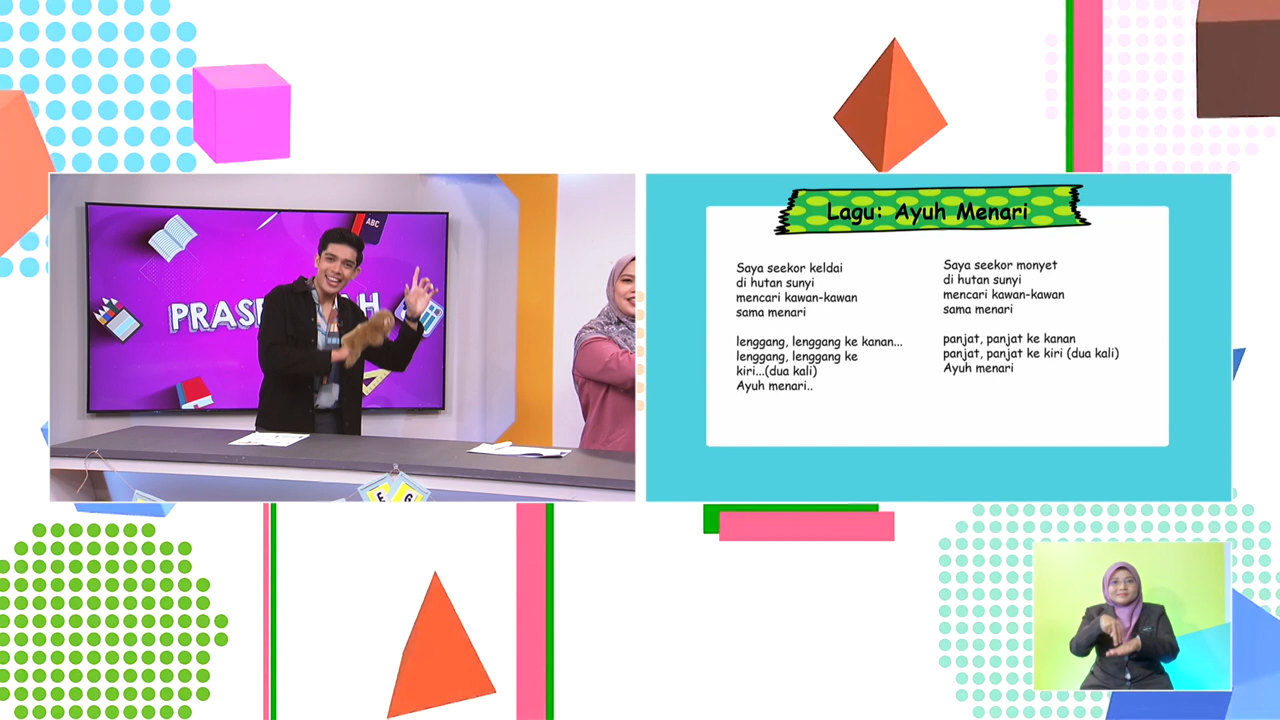 ABC
PRASE
AH
E
G
Lagu: Ayuh Menari
Saya seekor keldai
di hutan sunyi
mencari kawan-kawan
sama menari
lenggang, lenggang ke kanan...
lenggang, lenggang ke
kiri...(dua kali)
Ayuh menari..
Saya seekor monyet
di hutan sunyi
mencari kawan-kawan
sama menari
panjat, panjat ke kanan
panjat, panjat ke kiri (dua kali)
Ayuh menari